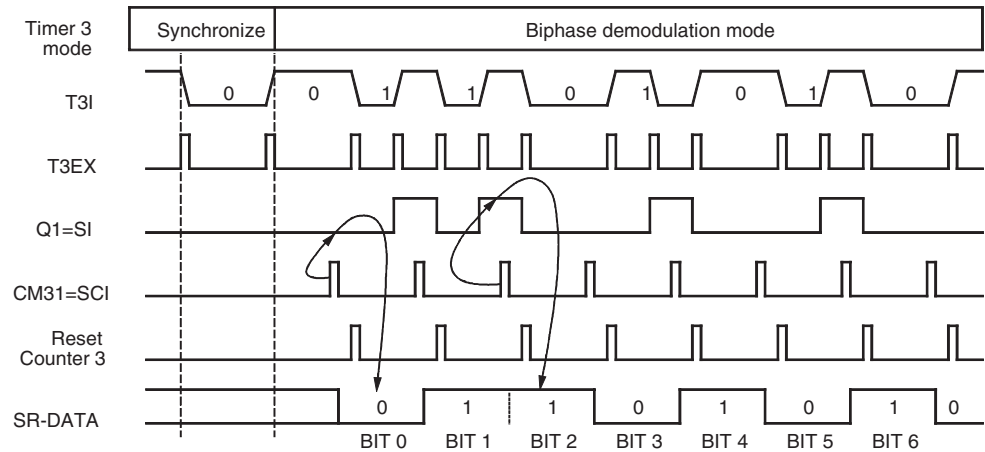 Timer 3
mode
Synchronize
Biphase demodulation mode
T3I
0 0 1 1 0 1 0 1 0
T3EX
Q1=SI
CM31=SCI
Reset
Counter 3
SR-DATA
0 1 1 0 1 0 1 0
BIT 0 BIT 1 BIT 2 BIT 3 BIT 4 BIT 5 BIT 6